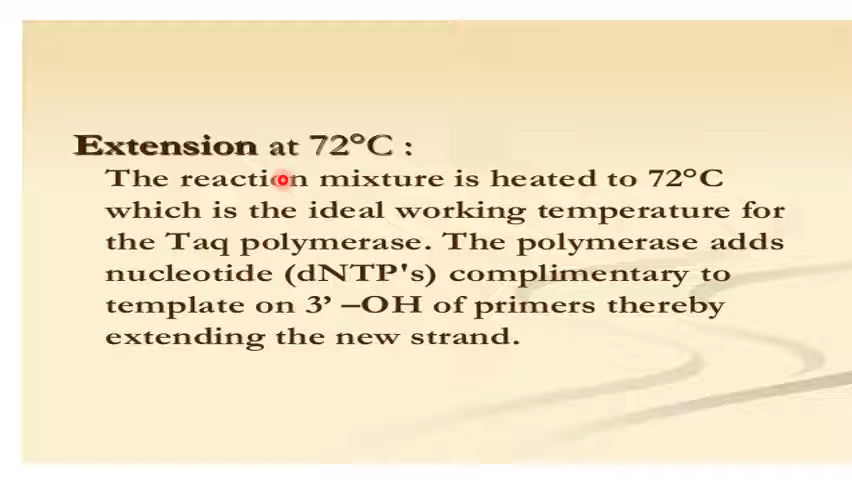 Extension at 72°C :
The reaction mixture is heated to 72°C
which is the ideal working temperature for
the Taq polymerase. The polymerase adds
nucleotide (dNTP's) complimentary to
template on 3’ –OH of primers thereby
extending the new strand.